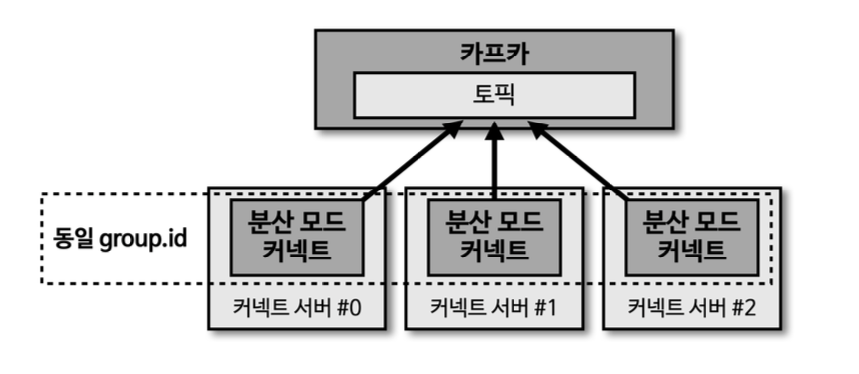 카프카
토픽
동일 group.id
분산 모드
커넥트
분산 모드
커넥트
분산 모드
커넥트
커넥트 서버 #0
커넥트 서버 #1
커넥트 서버 #2